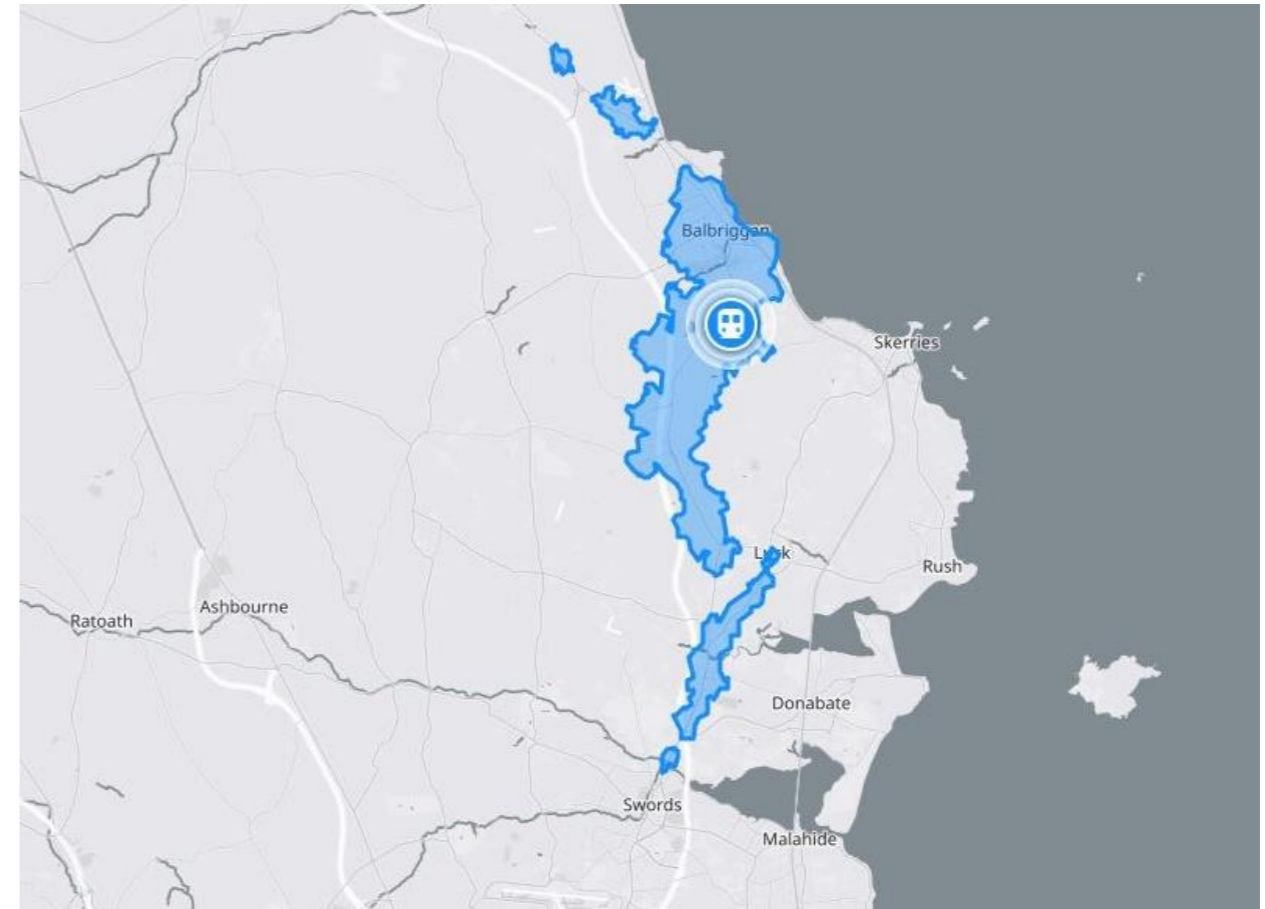 Balbriggan
Skerries
Lusk
Rush
Ashbourne
Ratoath
Donabate
Swords
Malahide